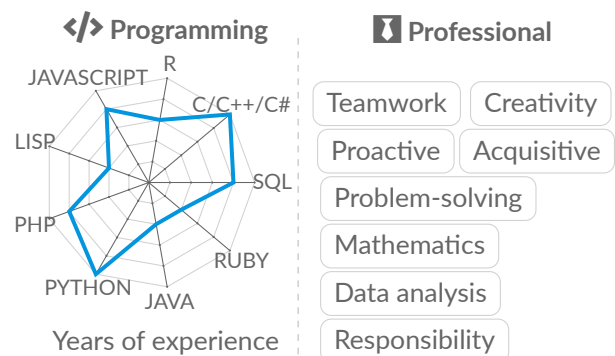 </> Programming
R
JAVASCRIPT
C/C++/C#
LISP
SQL
PHP
RUBY
PYTHON
JAVA
Years of experience
Professional
Teamwork Creativity
Proactive Acquisitive
Problem-solving
Mathematics
Data analysis
Responsibility